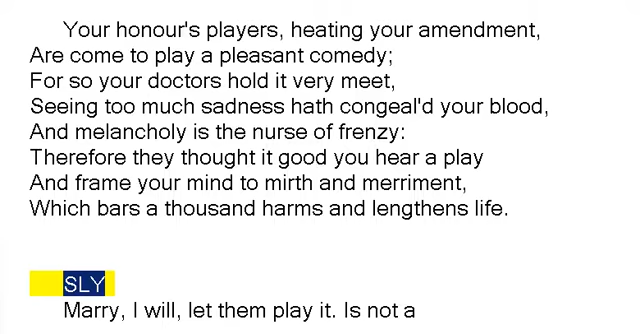 Your honour's players, heating your amendment,
Are come to play a pleasant comedy;
For so your doctors hold it very meet,
Seeing too much sadness hath congeal'd your blood,
And melancholy is the nurse of frenzy:
Therefore they thought it good you hear a play
And frame your mind to mirth and merriment,
Which bars a thousand harms and lengthens life.
SLY
Marry, I will, let them play it. Is not a